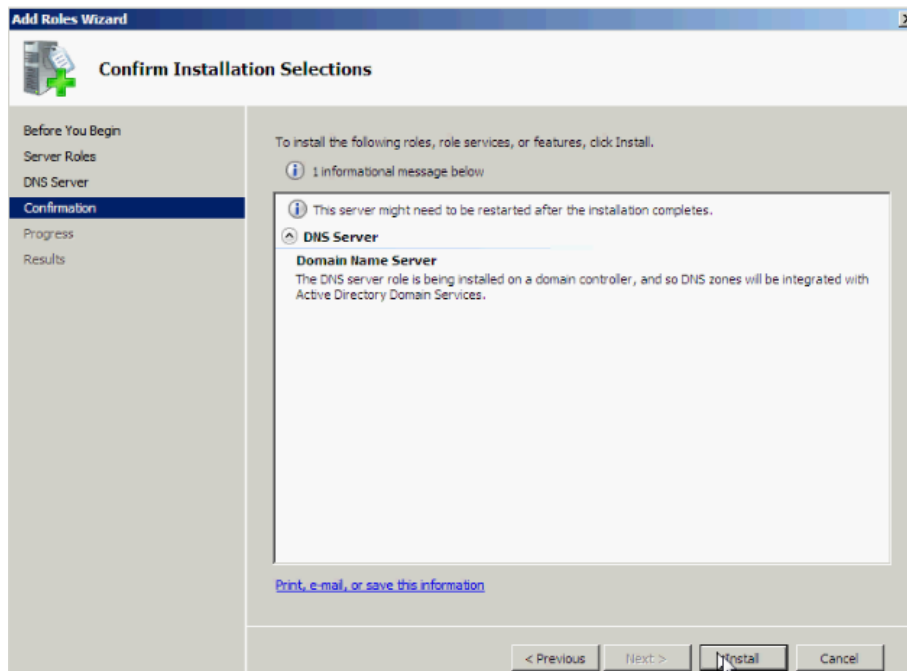 Add Roles Wizard
Confirm Installation Selections
Before You Begin
Server Roles
DNS Server
Confirmation
Progress
Results
To install the following roles, role services, or features, click Install.
1 informational message below
This server might need to be restarted after the installation completes.
DNS Server
Domain Name Server
The DNS server role is being installed on a domain controller, and so DNS zones will be integrated with
Active Directory Domain Services.
Print, e-mail, or save this information
< Previous
Next >
Install
Cancel